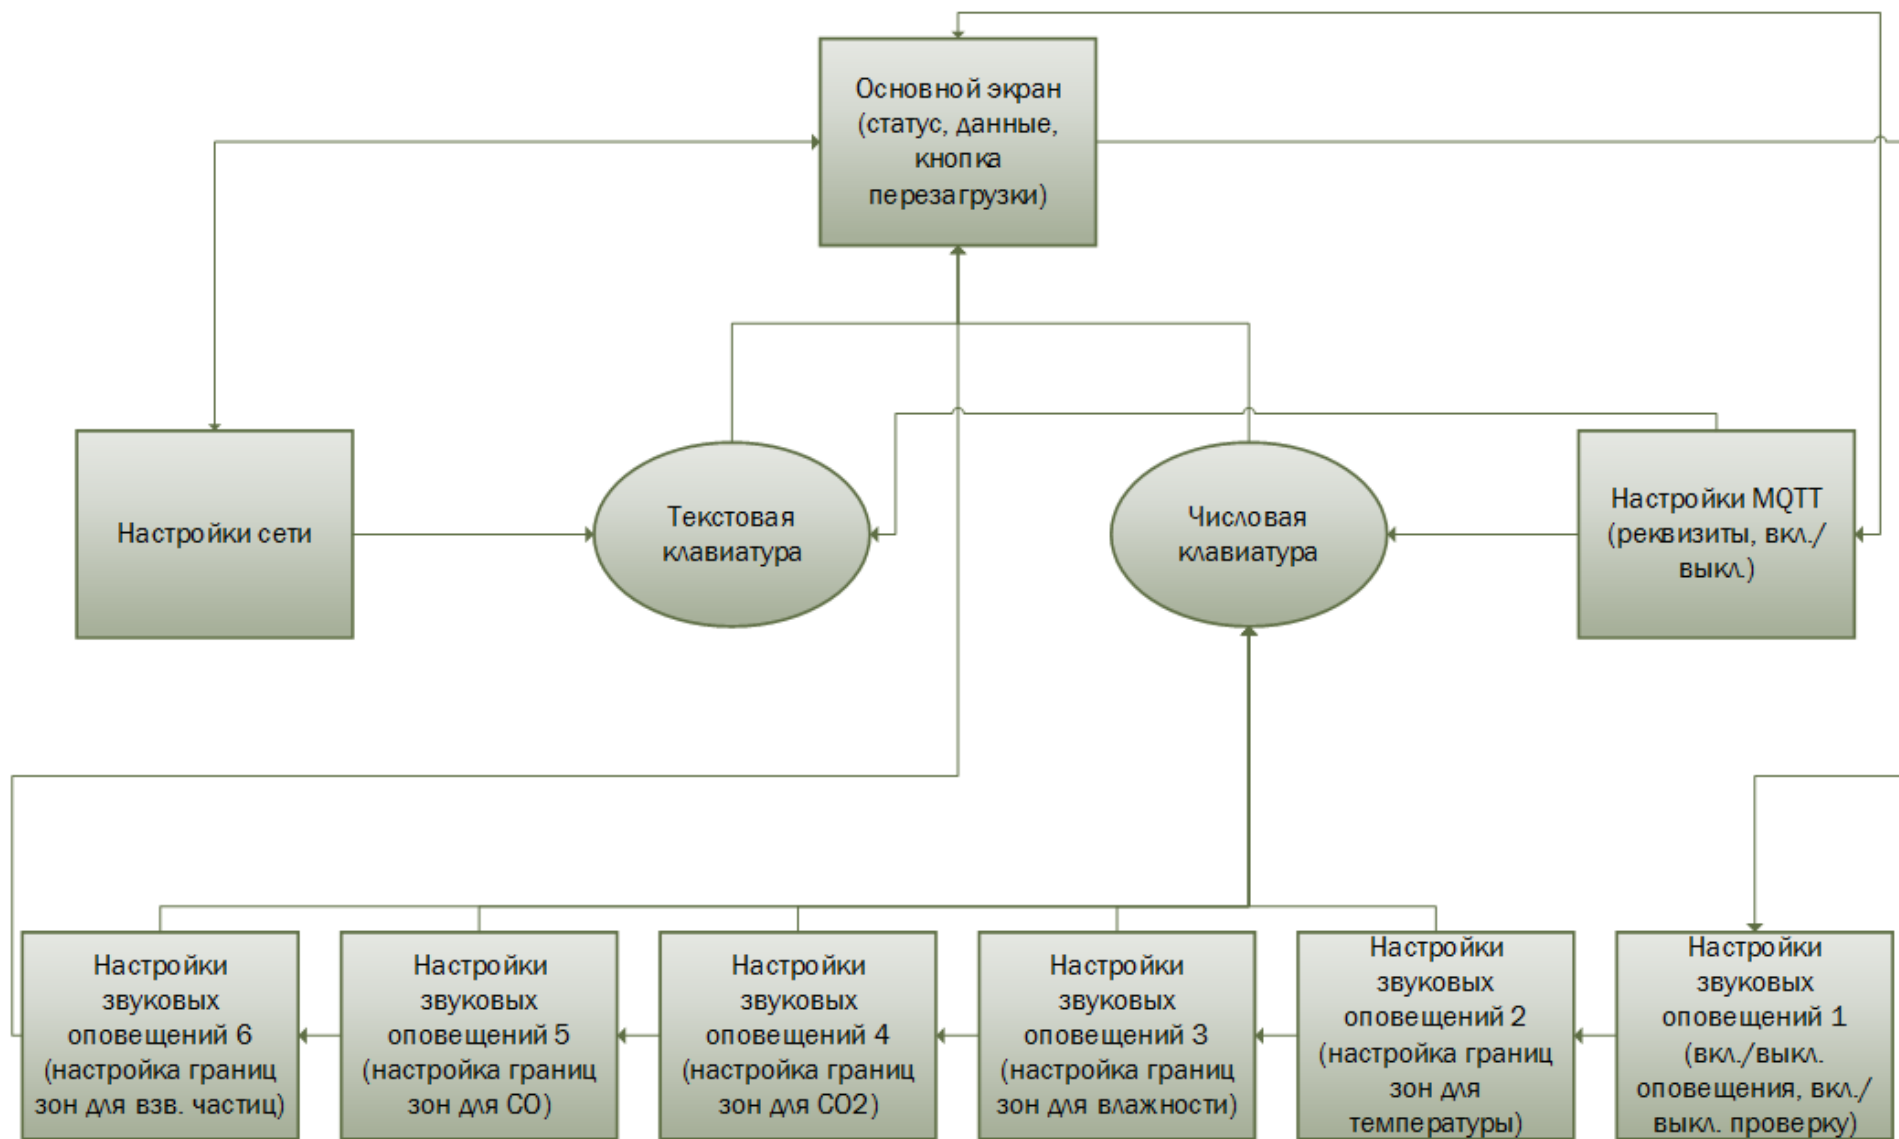 Основной экран
(статус, данные,
кнопка
перезагрузки)
Настройки сети
Текстовая
клавиатура
Числовая
клавиатура
Настройки MQTT
(реквизиты, вкл./
выкл.)
Настройки
звуковых
оповещений 6
(настройка границ
зон для взв. частиц)
Настройки
звуковых
оповещений 5
(настройка границ
зон для CO)
Настройки
звуковых
оповещений 4
(настройка границ
зон для CO2)
Настройки
звуковых
оповещений 3
(настройка границ
зон для влажности)
Настройки
звуковых
оповещений 2
(настройка границ
зон для
температуры)
Настройки
звуковых
оповещений 1
(вкл./выкл.
оповещения, вкл./
выкл. проверку)